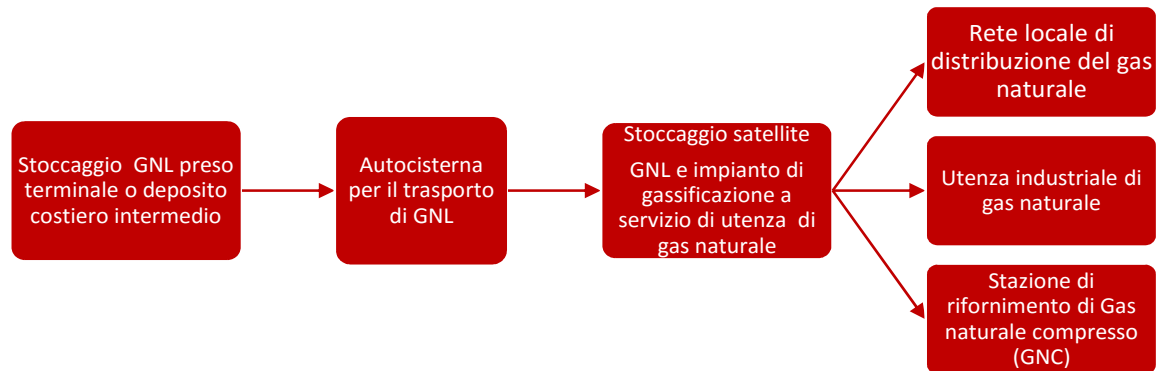 Stoccaggio GNL preso
terminale o deposito
costiero intermedio
Autocisterna
per il trasporto
di GNL
Stoccaggio satellite
GNL e impianto di
gassificazione a
servizio di utenza di
gas naturale
Rete locale di
distribuzione del gas
naturale
Utenza industriale di
gas naturale
Stazione di
rifornimento di Gas
naturale compresso
(GNC)